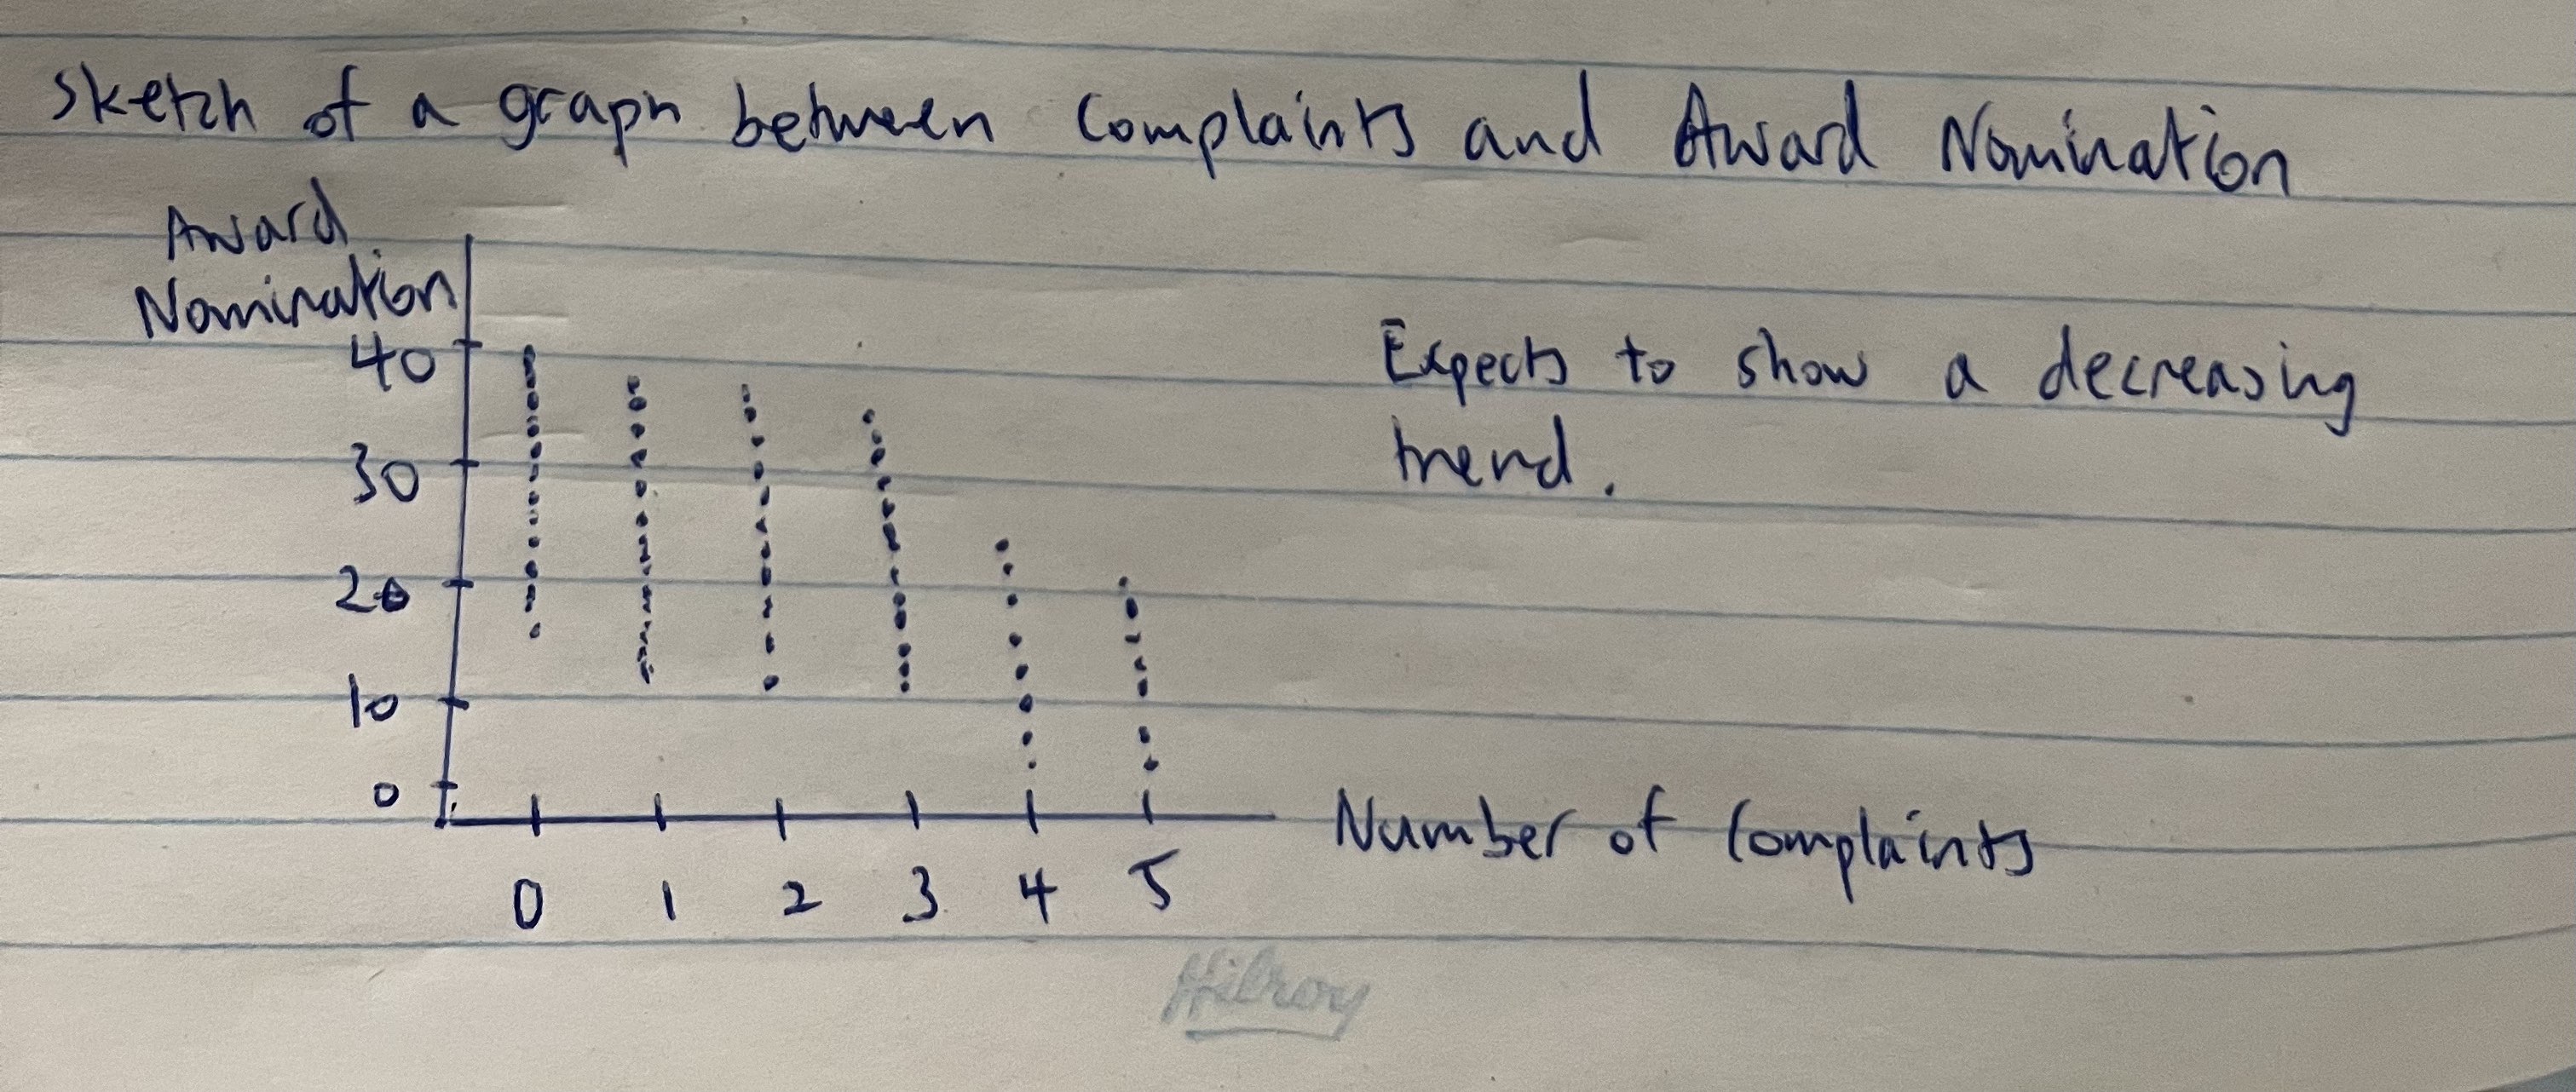 Sketch of a graph between Complaints and Award Nomination
Award
Nomination
40
30
20
10
0
Expects to show a decreasing
trend.
Number of Complaints
0 1 2 3 4 5
Hilroy